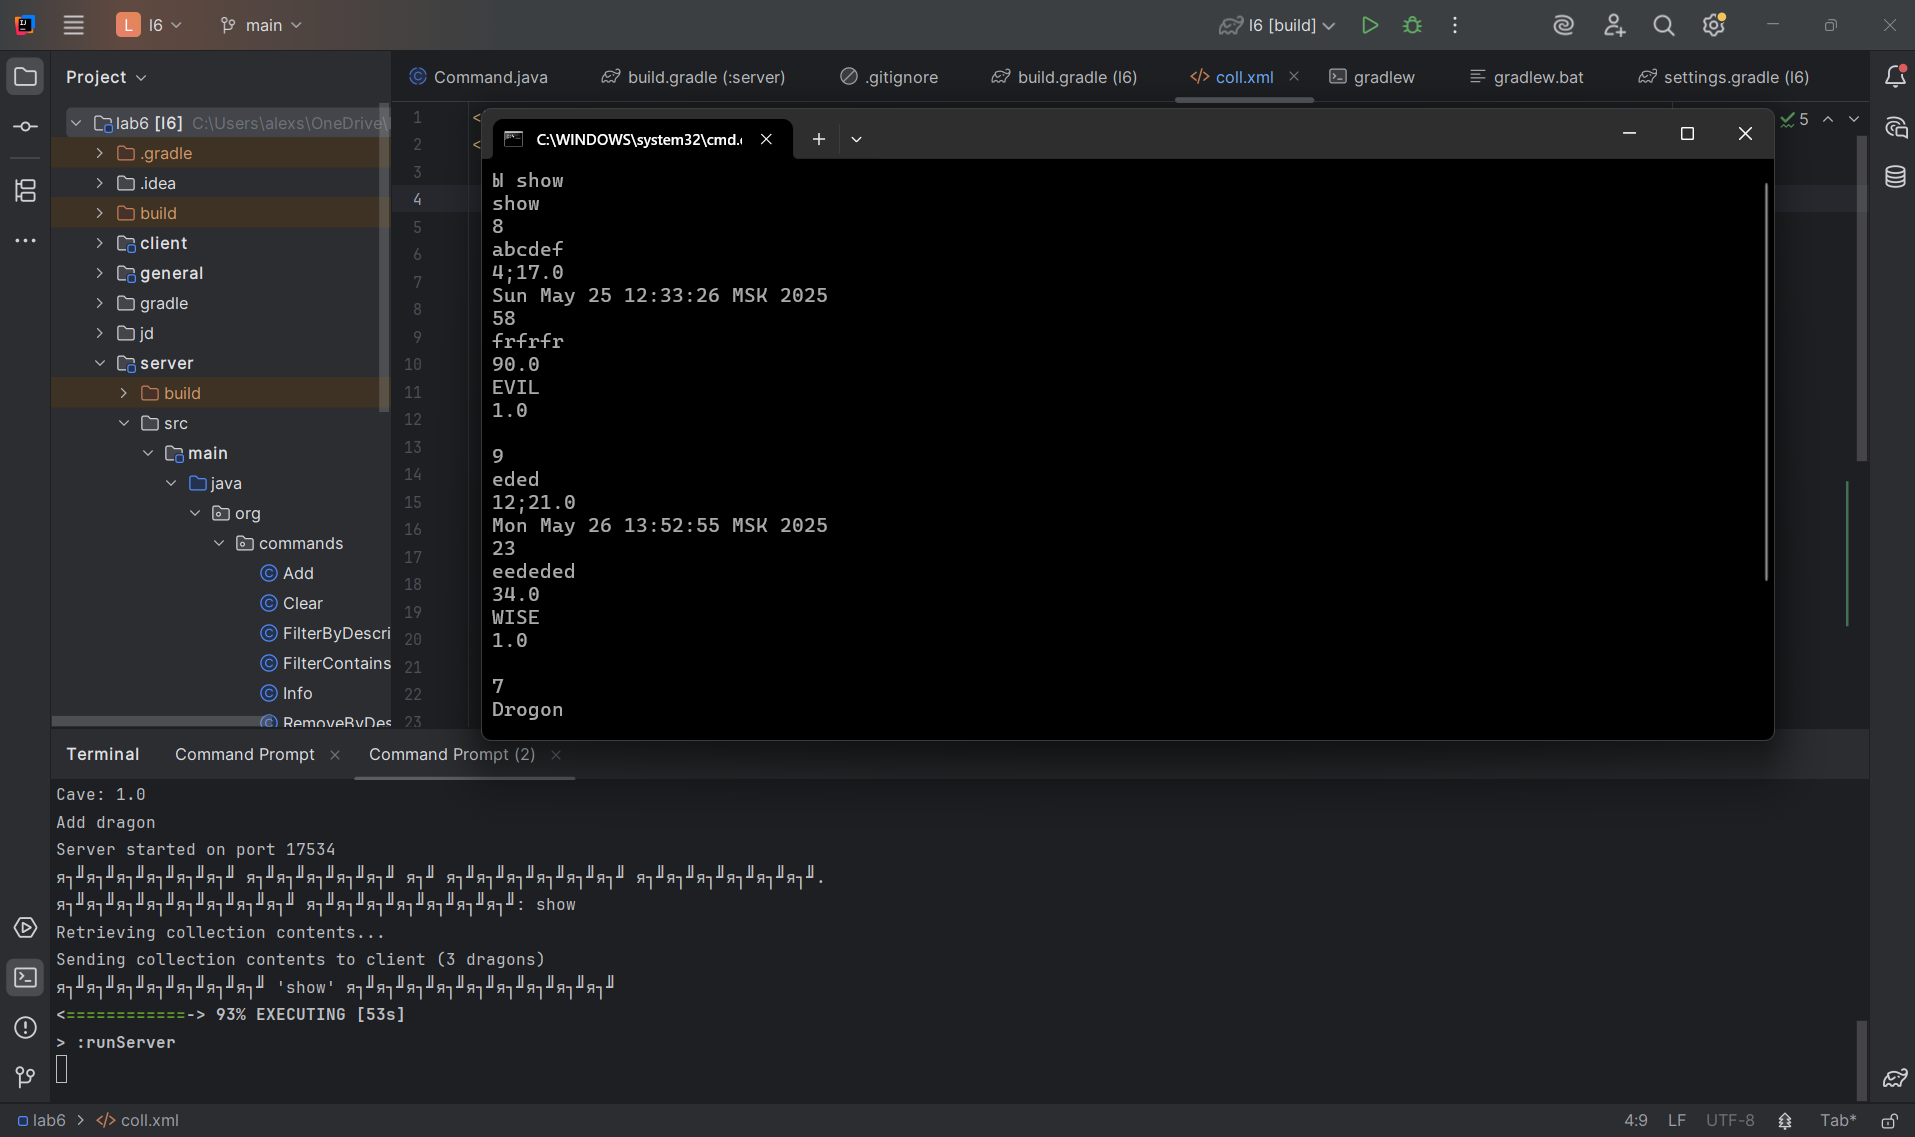 L l6 main l6 [build]
Project
Command.java build.gradle (:server) .gitignore build.gradle (l6) coll.xml gradlew gradlew.bat settings.gradle (l6)
lab6 [l6] C:\Users\alexs\OneDrive\
.gradle
.idea
build
client
general
gradle
jd
server
build
src
main
java
org
commands
Add
Clear
FilterByDescri
FilterContains
Info
RemoveByDes
1
2
3
4
5
6
7
8
9
10
11
12
13
14
15
16
17
18
19
20
21
22
23
<
<
5
C:\WINDOWS\system32\cmd.
ы show
show
8
abcdef
4;17.0
Sun May 25 12:33:26 MSK 2025
58
frfrfr
90.0
EVIL
1.0
9
eded
12;21.0
Mon May 26 13:52:55 MSK 2025
23
eededed
34.0
WISE
1.0
7
Drogon
Terminal Command Prompt Command Prompt (2)
Cave: 1.0
Add dragon
Server started on port 17534
я┐╜я┐╜я┐╜я┐╜я┐╜я┐╜ я┐╜я┐╜я┐╜я┐╜я┐╜ я┐╜ я┐╜я┐╜я┐╜я┐╜я┐╜я┐╜ я┐╜я┐╜я┐╜я┐╜я┐╜я┐╜.
я┐╜я┐╜я┐╜я┐╜я┐╜я┐╜я┐╜я┐╜ я┐╜я┐╜я┐╜я┐╜я┐╜я┐╜я┐╜: show
Retrieving collection contents...
Sending collection contents to client (3 dragons)
я┐╜я┐╜я┐╜я┐╜я┐╜я┐╜я┐╜ 'show' я┐╜я┐╜я┐╜я┐╜я┐╜я┐╜я┐╜я┐╜я┐╜
<============-> 93% EXECUTING [53s]
> :runServer
lab6 > coll.xml 4:9 LF UTF-8 Tab*